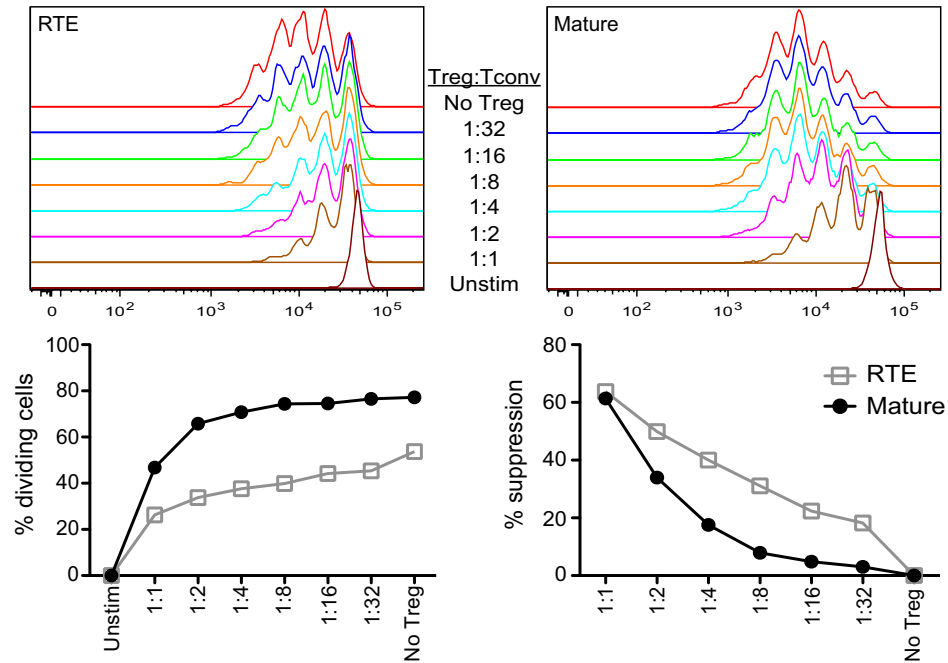 RTE
Treg:Tconv
No Treg
1:32
1:16
1:8
1:4
1:2
1:1
Unstim
Mature
0 10² 10³ 10⁴ 10⁵
0 10² 10³ 10⁴ 10⁵
% dividing cells
100
80
60
40
20
0
Unstim
1:1
1:2
1:4
1:8
1:16
1:32
No Treg
% suppression
80
60
40
20
0
RTE
Mature
1:1
1:2
1:4
1:8
1:16
1:32
No Treg